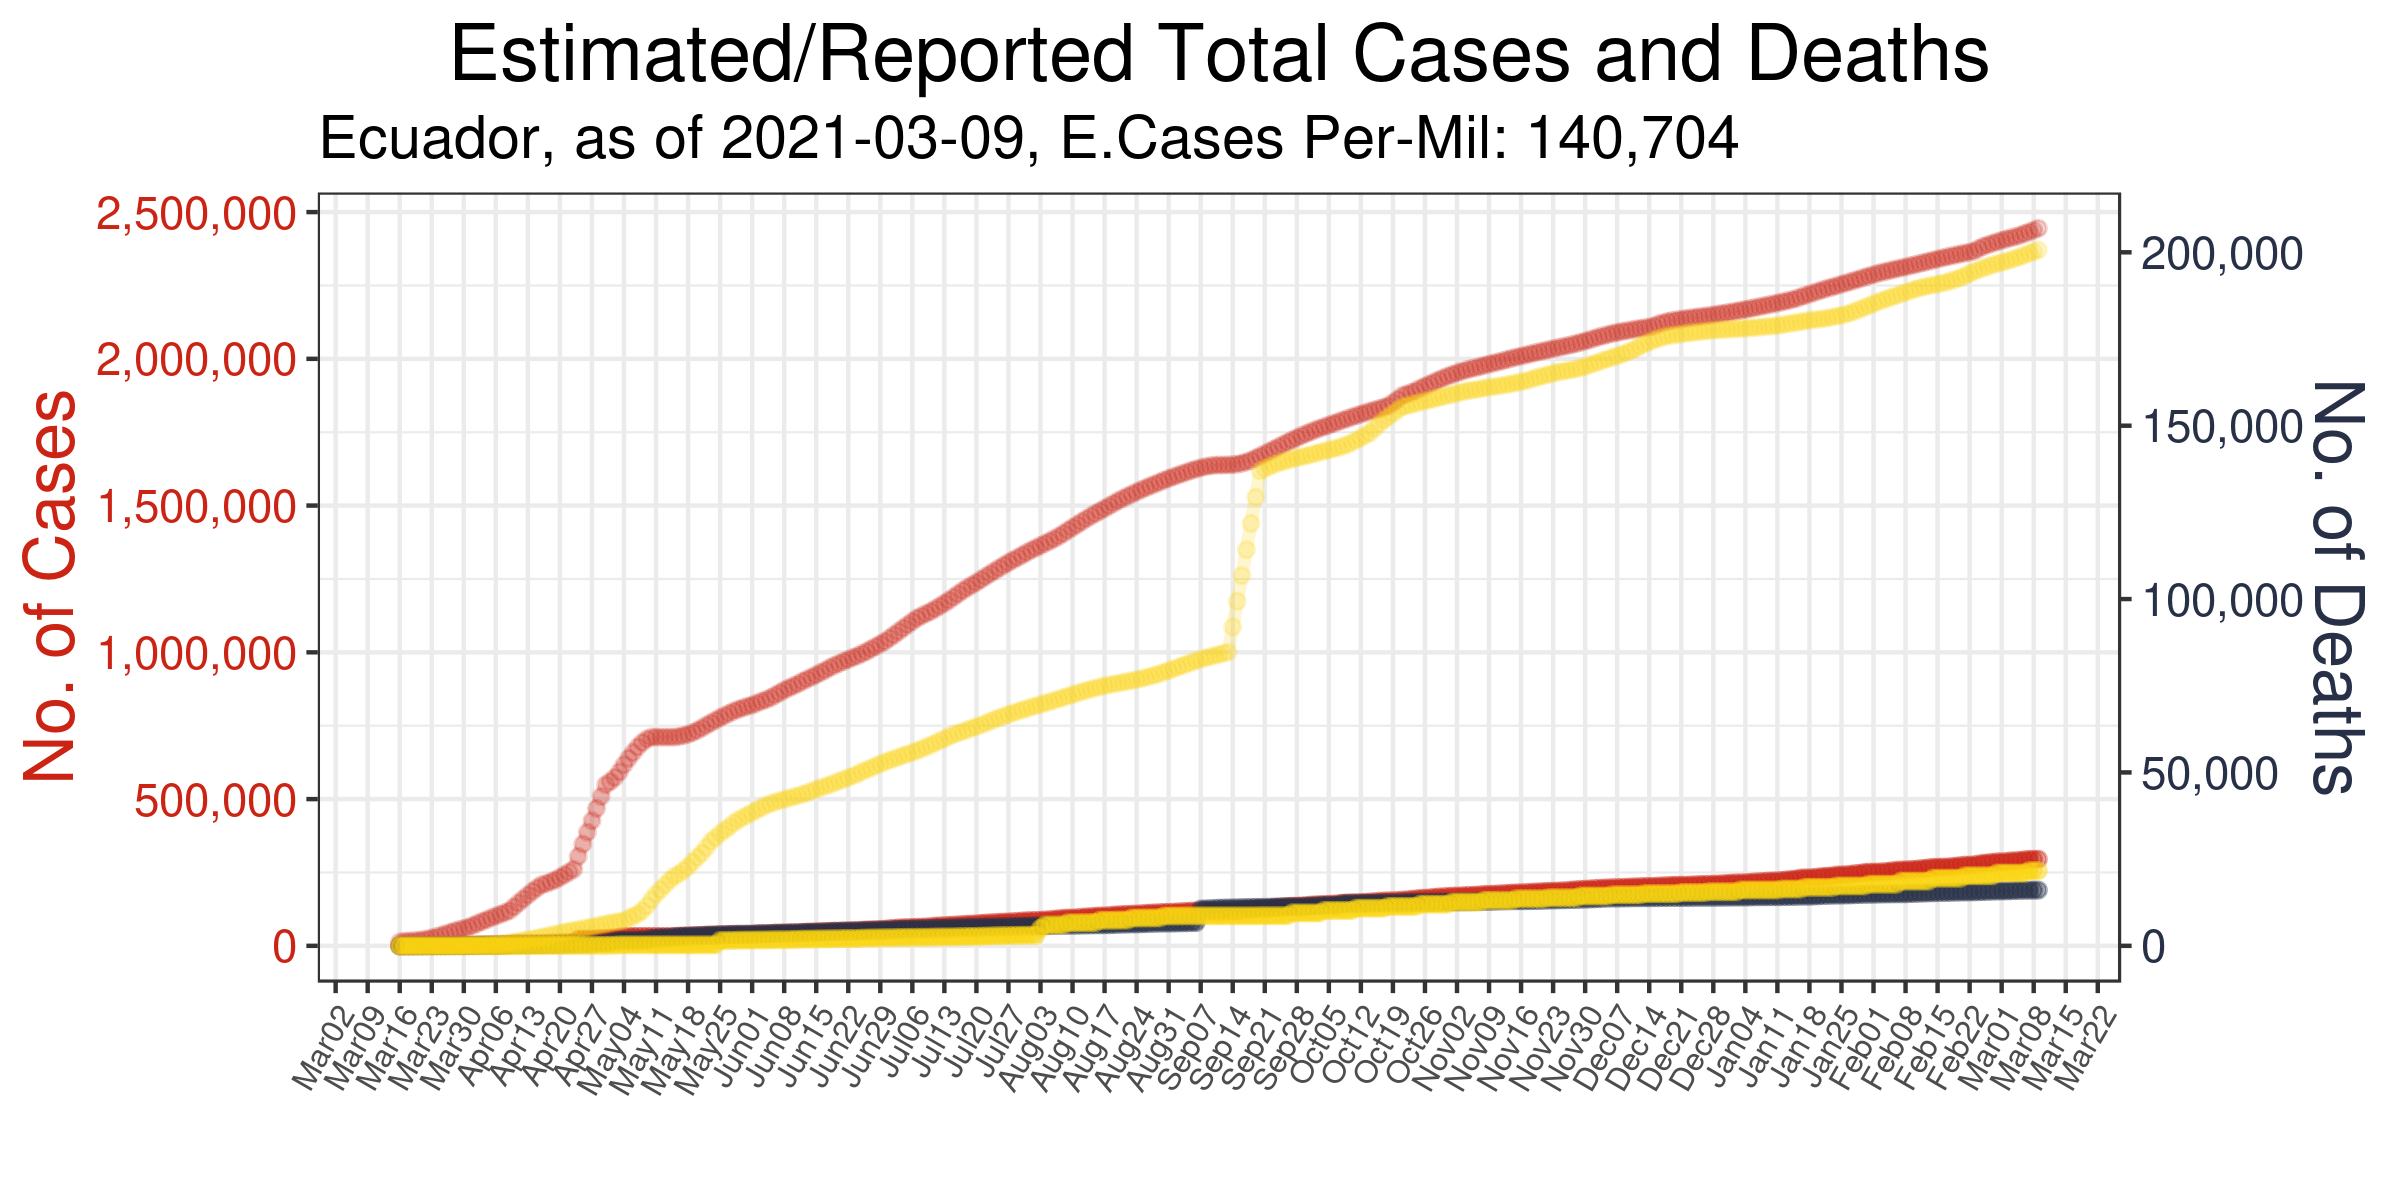 Estimated/Reported Total Cases and Deaths
Ecuador, as of 2021-03-09, E.Cases Per-Mil: 140,704
No. of Cases
2,500,000
2,000,000
1,500,000
1,000,000
500,000
0
200,000
150,000
100,000
50,000
0
No. of Deaths
Mar02
Mar09
Mar16
Mar23
Mar30
Apr06
Apr13
Apr20
Apr27
May04
May11
May18
May25
Jun01
Jun08
Jun15
Jun22
Jun29
Jul06
Jul13
Jul20
Jul27
Aug03
Aug10
Aug17
Aug24
Aug31
Sep07
Sep14
Sep21
Sep28
Oct05
Oct12
Oct19
Oct26
Nov02
Nov09
Nov16
Nov23
Nov30
Dec07
Dec14
Dec21
Dec28
Jan04
Jan11
Jan18
Jan25
Feb01
Feb08
Feb15
Feb22
Mar01
Mar08
Mar15
Mar22